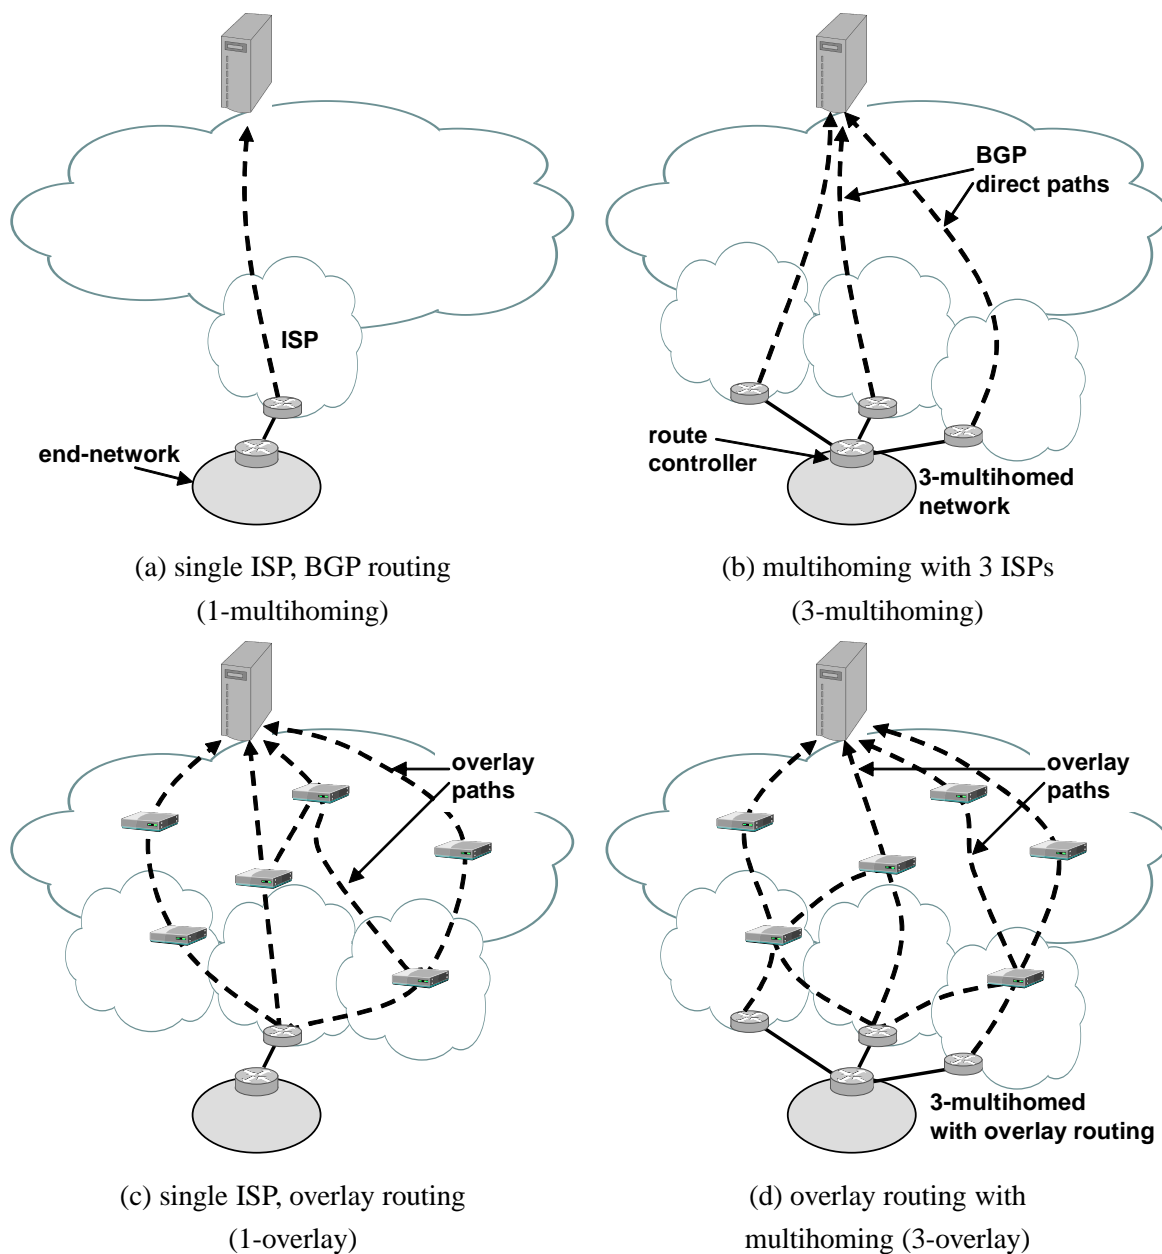 BGP
direct paths
ISP
end-network
route
controller
3-multihomed
network
(a) single ISP, BGP routing
(1-multihoming)
(b) multihoming with 3 ISPs
(3-multihoming)
overlay
paths
overlay
paths
3-multihomed
with overlay routing
(c) single ISP, overlay routing
(1-overlay)
(d) overlay routing with
multihoming (3-overlay)